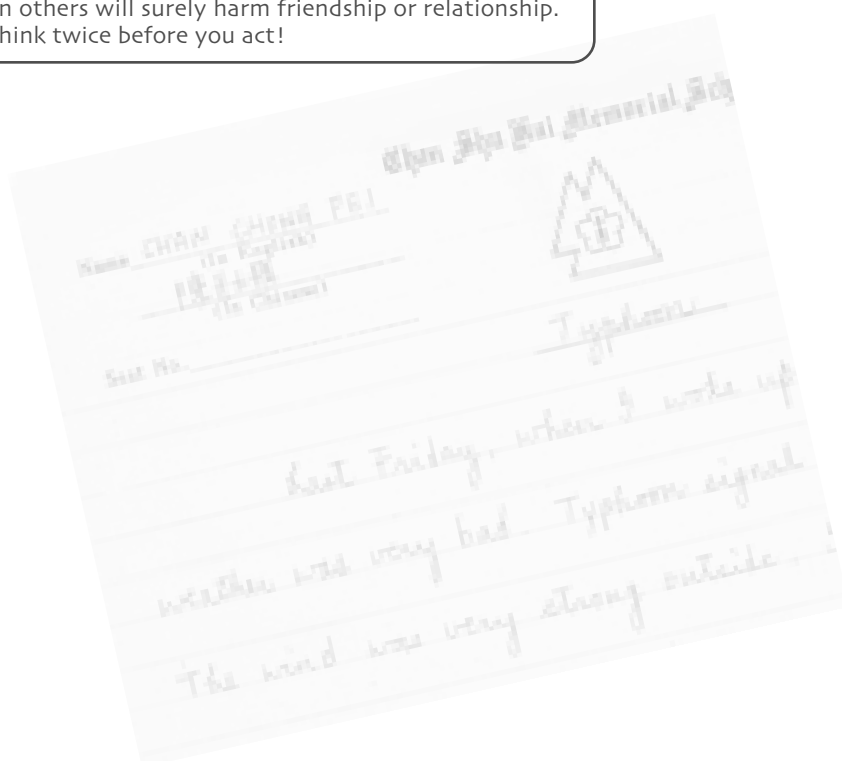 n others will surely harm friendship or relationship.
hink twice before you act!
Name CHAN CHUNG PAL
(In English)
(In Chinese)
Seat No.
Typhoon
Last Friday, when I woke up
weather was very bad. Typhoon signal
The wind was very strong outside.